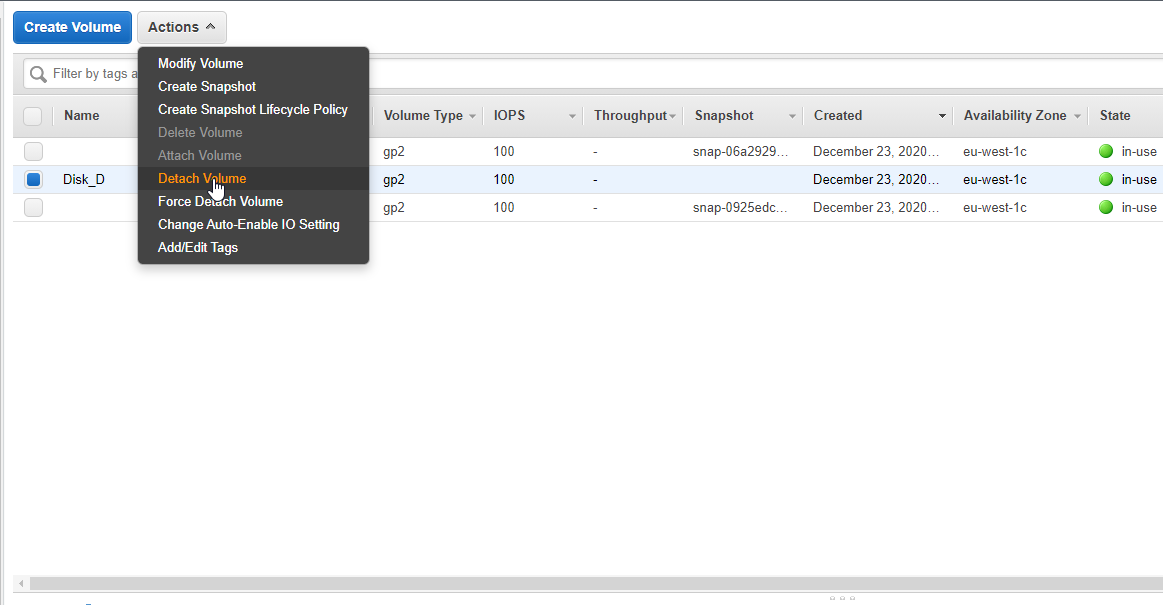 Create Volume Actions
Modify Volume
Filter by tags a
Create Snapshot
Create Snapshot Lifecycle Policy
Name Volume Type IOPS Throughput Snapshot Created Availability Zone State
Delete Volume
Attach Volume
gp2 100 - snap-06a2929... December 23, 2020... eu-west-1c in-use
Detach Volume
Disk_D gp2 100 - December 23, 2020... eu-west-1c in-use
Force Detach Volume
gp2 100 - snap-0925edc... December 23, 2020... eu-west-1c in-use
Change Auto-Enable IO Setting
Add/Edit Tags